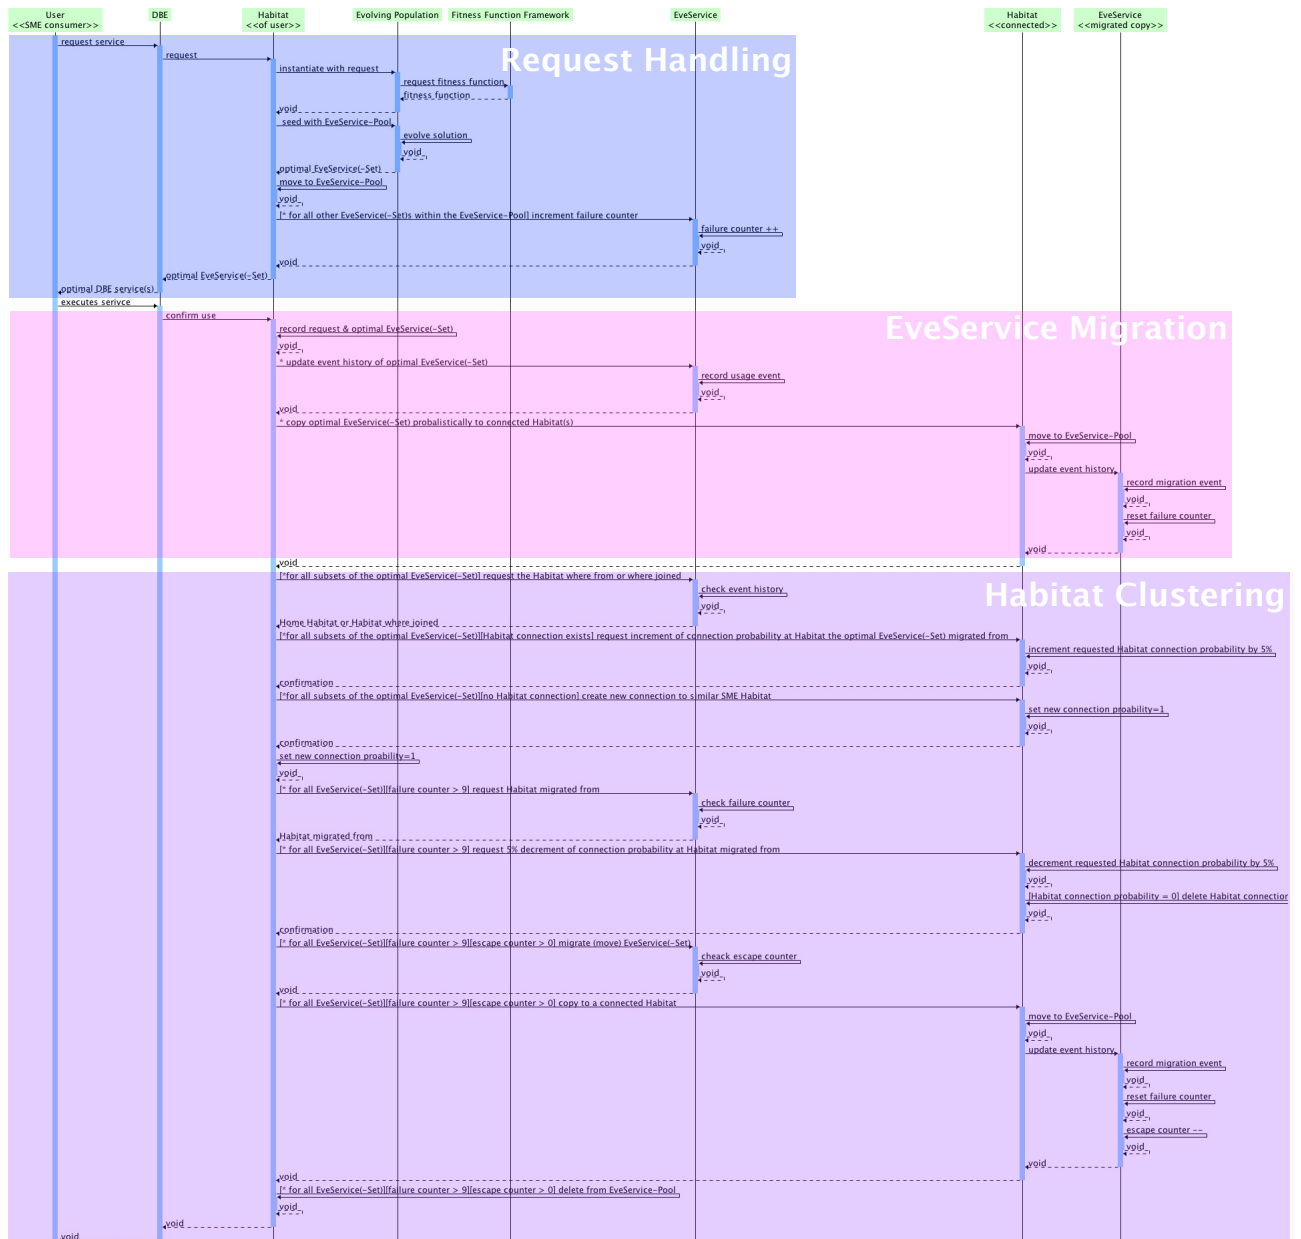 User
<<SME consumer>>
DBE
Habitat
<<of user>>
Evolving Population
Fitness Function Framework
EveService
Habitat
<<connected>>
EveService
<<migrated copy>>
Request Handling
request service
request
instantiate with request
request fitness function
fitness function
void
seed with EveService-Pool
evolve solution
void
optimal EveService(-Set)
move to EveService-Pool
void
[* for all other EveService(-Set)s within the EveService-Pool] increment failure counter
failure counter ++
void
void
optimal EveService(-Set)
optimal DBE service(s)
executes serivce
EveService Migration
confirm use
record request & optimal EveService(-Set)
void
* update event history of optimal EveService(-Set)
record usage event
void
void
* copy optimal EveService(-Set) probalistically to connected Habitat(s)
move to EveService-Pool
void
update event history
record migration event
void
reset failure counter
void
void
void
Habitat Clustering
[*for all subsets of the optimal EveService(-Set)] request the Habitat where from or where joined
check event history
void
Home Habitat or Habitat where joined
[*for all subsets of the optimal EveService(-Set)][Habitat connection exists] request increment of connection probability at Habitat the optimal EveService(-Set) migrated from
increment requested Habitat connection probability by 5%
void
confirmation
[*for all subsets of the optimal EveService(-Set)][no Habitat connection] create new connection to similar SME Habitat
set new connection proability=1
void
confirmation
set new connection proability=1
void
[* for all EveService(-Set)][failure counter > 9] request Habitat migrated from
check failure counter
void
Habitat migrated from
[* for all EveService(-Set)][failure counter > 9] request 5% decrement of connection probability at Habitat migrated from
decrement requested Habitat connection probability by 5%
void
[Habitat connection probability = 0] delete Habitat connection
void
confirmation
[* for all EveService(-Set)][failure counter > 9][escape counter > 0] migrate (move) EveService(-Set)
cheack escape counter
void
void
[* for all EveService(-Set)][failure counter > 9][escape counter > 0] copy to a connected Habitat
move to EveService-Pool
void
update event history
record migration event
void
reset failure counter
void
escape counter --
void
void
void
[* for all EveService(-Set)][failure counter > 9][escape counter > 0] delete from EveService-Pool
void
void
void